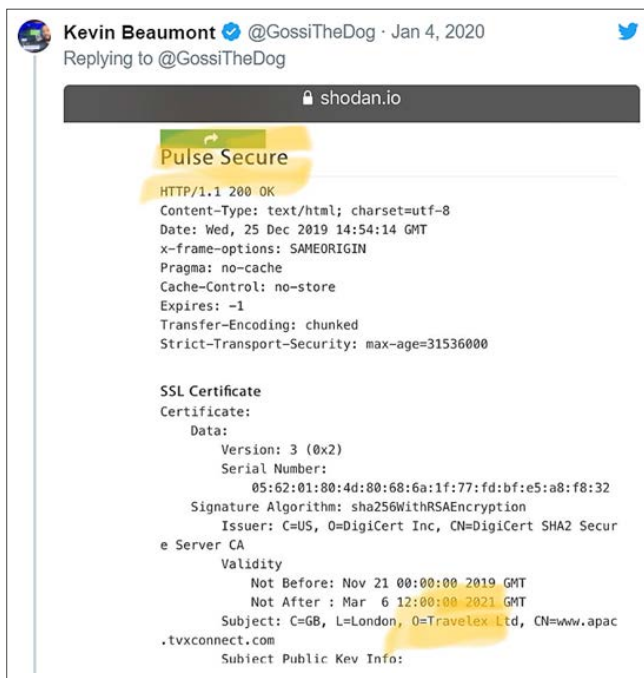 Kevin Beaumont @GossiTheDog · Jan 4, 2020
Replying to @GossiTheDog
shodan.io
Pulse Secure
HTTP/1.1 200 OK
Content-Type: text/html; charset=utf-8
Date: Wed, 25 Dec 2019 14:54:14 GMT
x-frame-options: SAMEORIGIN
Pragma: no-cache
Cache-Control: no-store
Expires: -1
Transfer-Encoding: chunked
Strict-Transport-Security: max-age=31536000
SSL Certificate
Certificate:
Data:
Version: 3 (0x2)
Serial Number:
05:62:01:80:4d:80:68:6a:1f:77:fd:bf:e5:a8:f8:32
Signature Algorithm: sha256WithRSAEncryption
Issuer: C=US, O=DigiCert Inc, CN=DigiCert SHA2 Secur
e Server CA
Validity
Not Before: Nov 21 00:00:00 2019 GMT
Not After : Mar 6 12:00:00 2021 GMT
Subject: C=GB, L=London, O=Travelex Ltd, CN=www.apac
.tvxconnect.com
Subject Public Key Info: